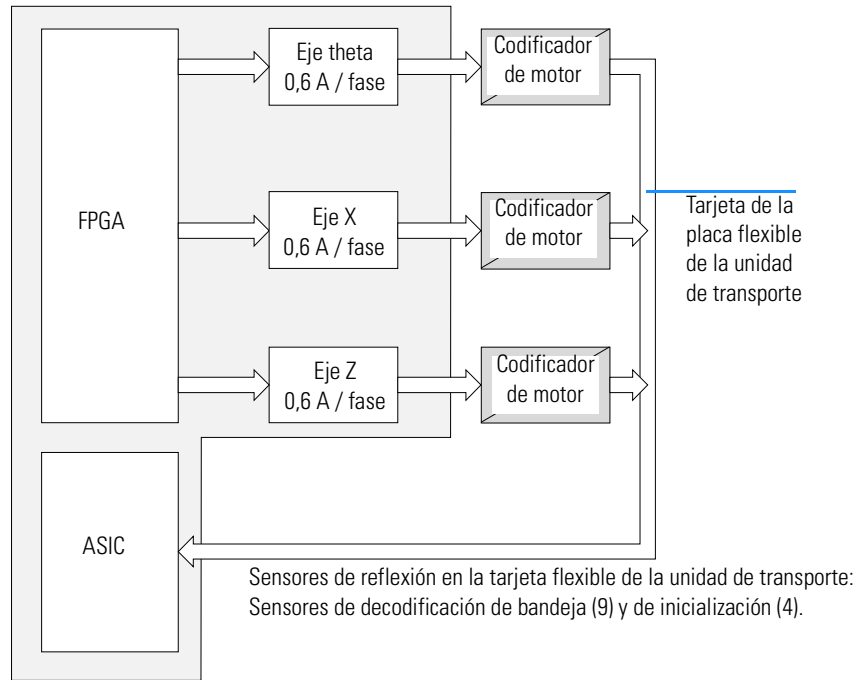 Eje theta
0,6 A / fase
Codificador
de motor
FPGA
Eje X
0,6 A / fase
Codificador
de motor
Tarjeta de la
placa flexible
de la unidad
de transporte
Eje Z
0,6 A / fase
Codificador
de motor
ASIC
Sensores de reflexión en la tarjeta flexible de la unidad de transporte:
Sensores de decodificación de bandeja (9) y de inicialización (4).